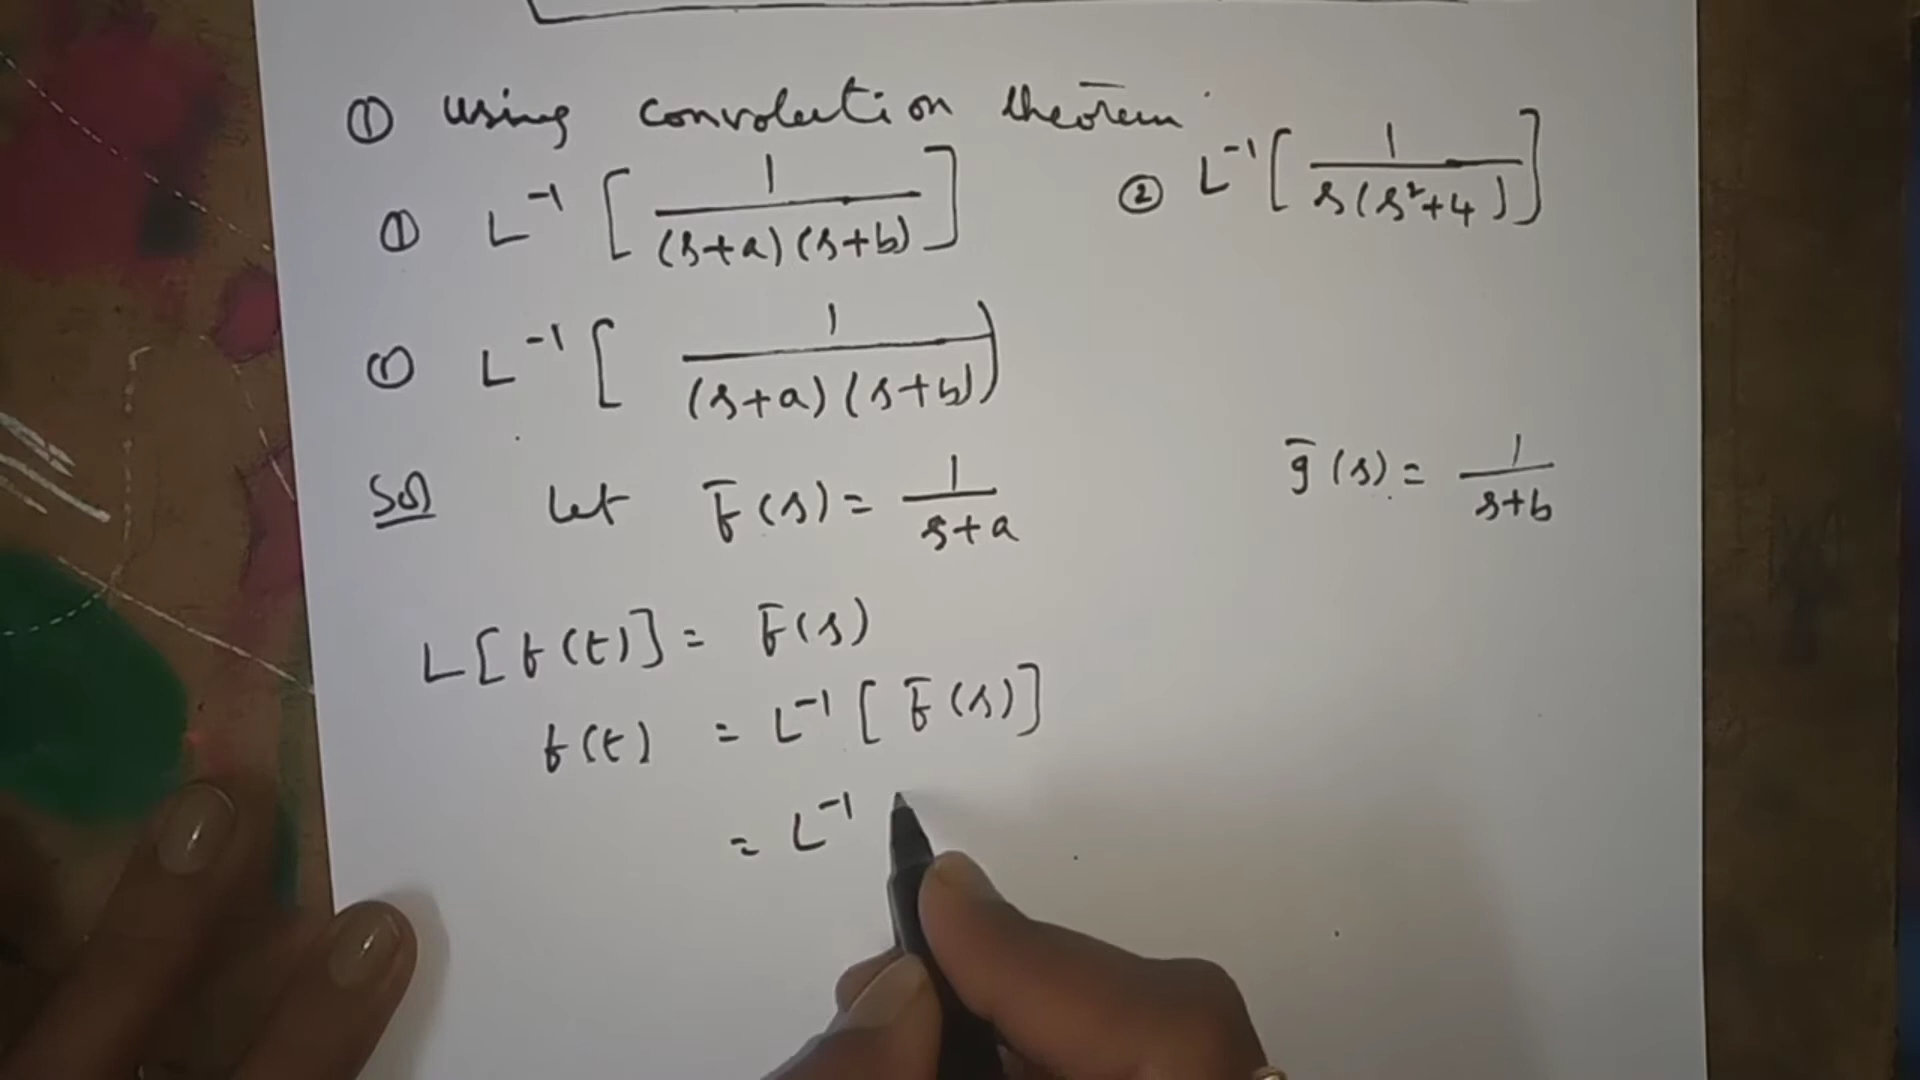 ① using convolution theorem
① L⁻¹ [ 1 / (s+a)(s+b) ] ② L⁻¹ [ 1 / s(s²+4) ]
① L⁻¹ [ 1 / (s+a)(s+b) )
Sol let f̄(s) = 1 / s+a ḡ(s) = 1 / s+b
L[f(t)] = f̄(s)
f(t) = L⁻¹ [ f̄(s) ]
= L⁻¹